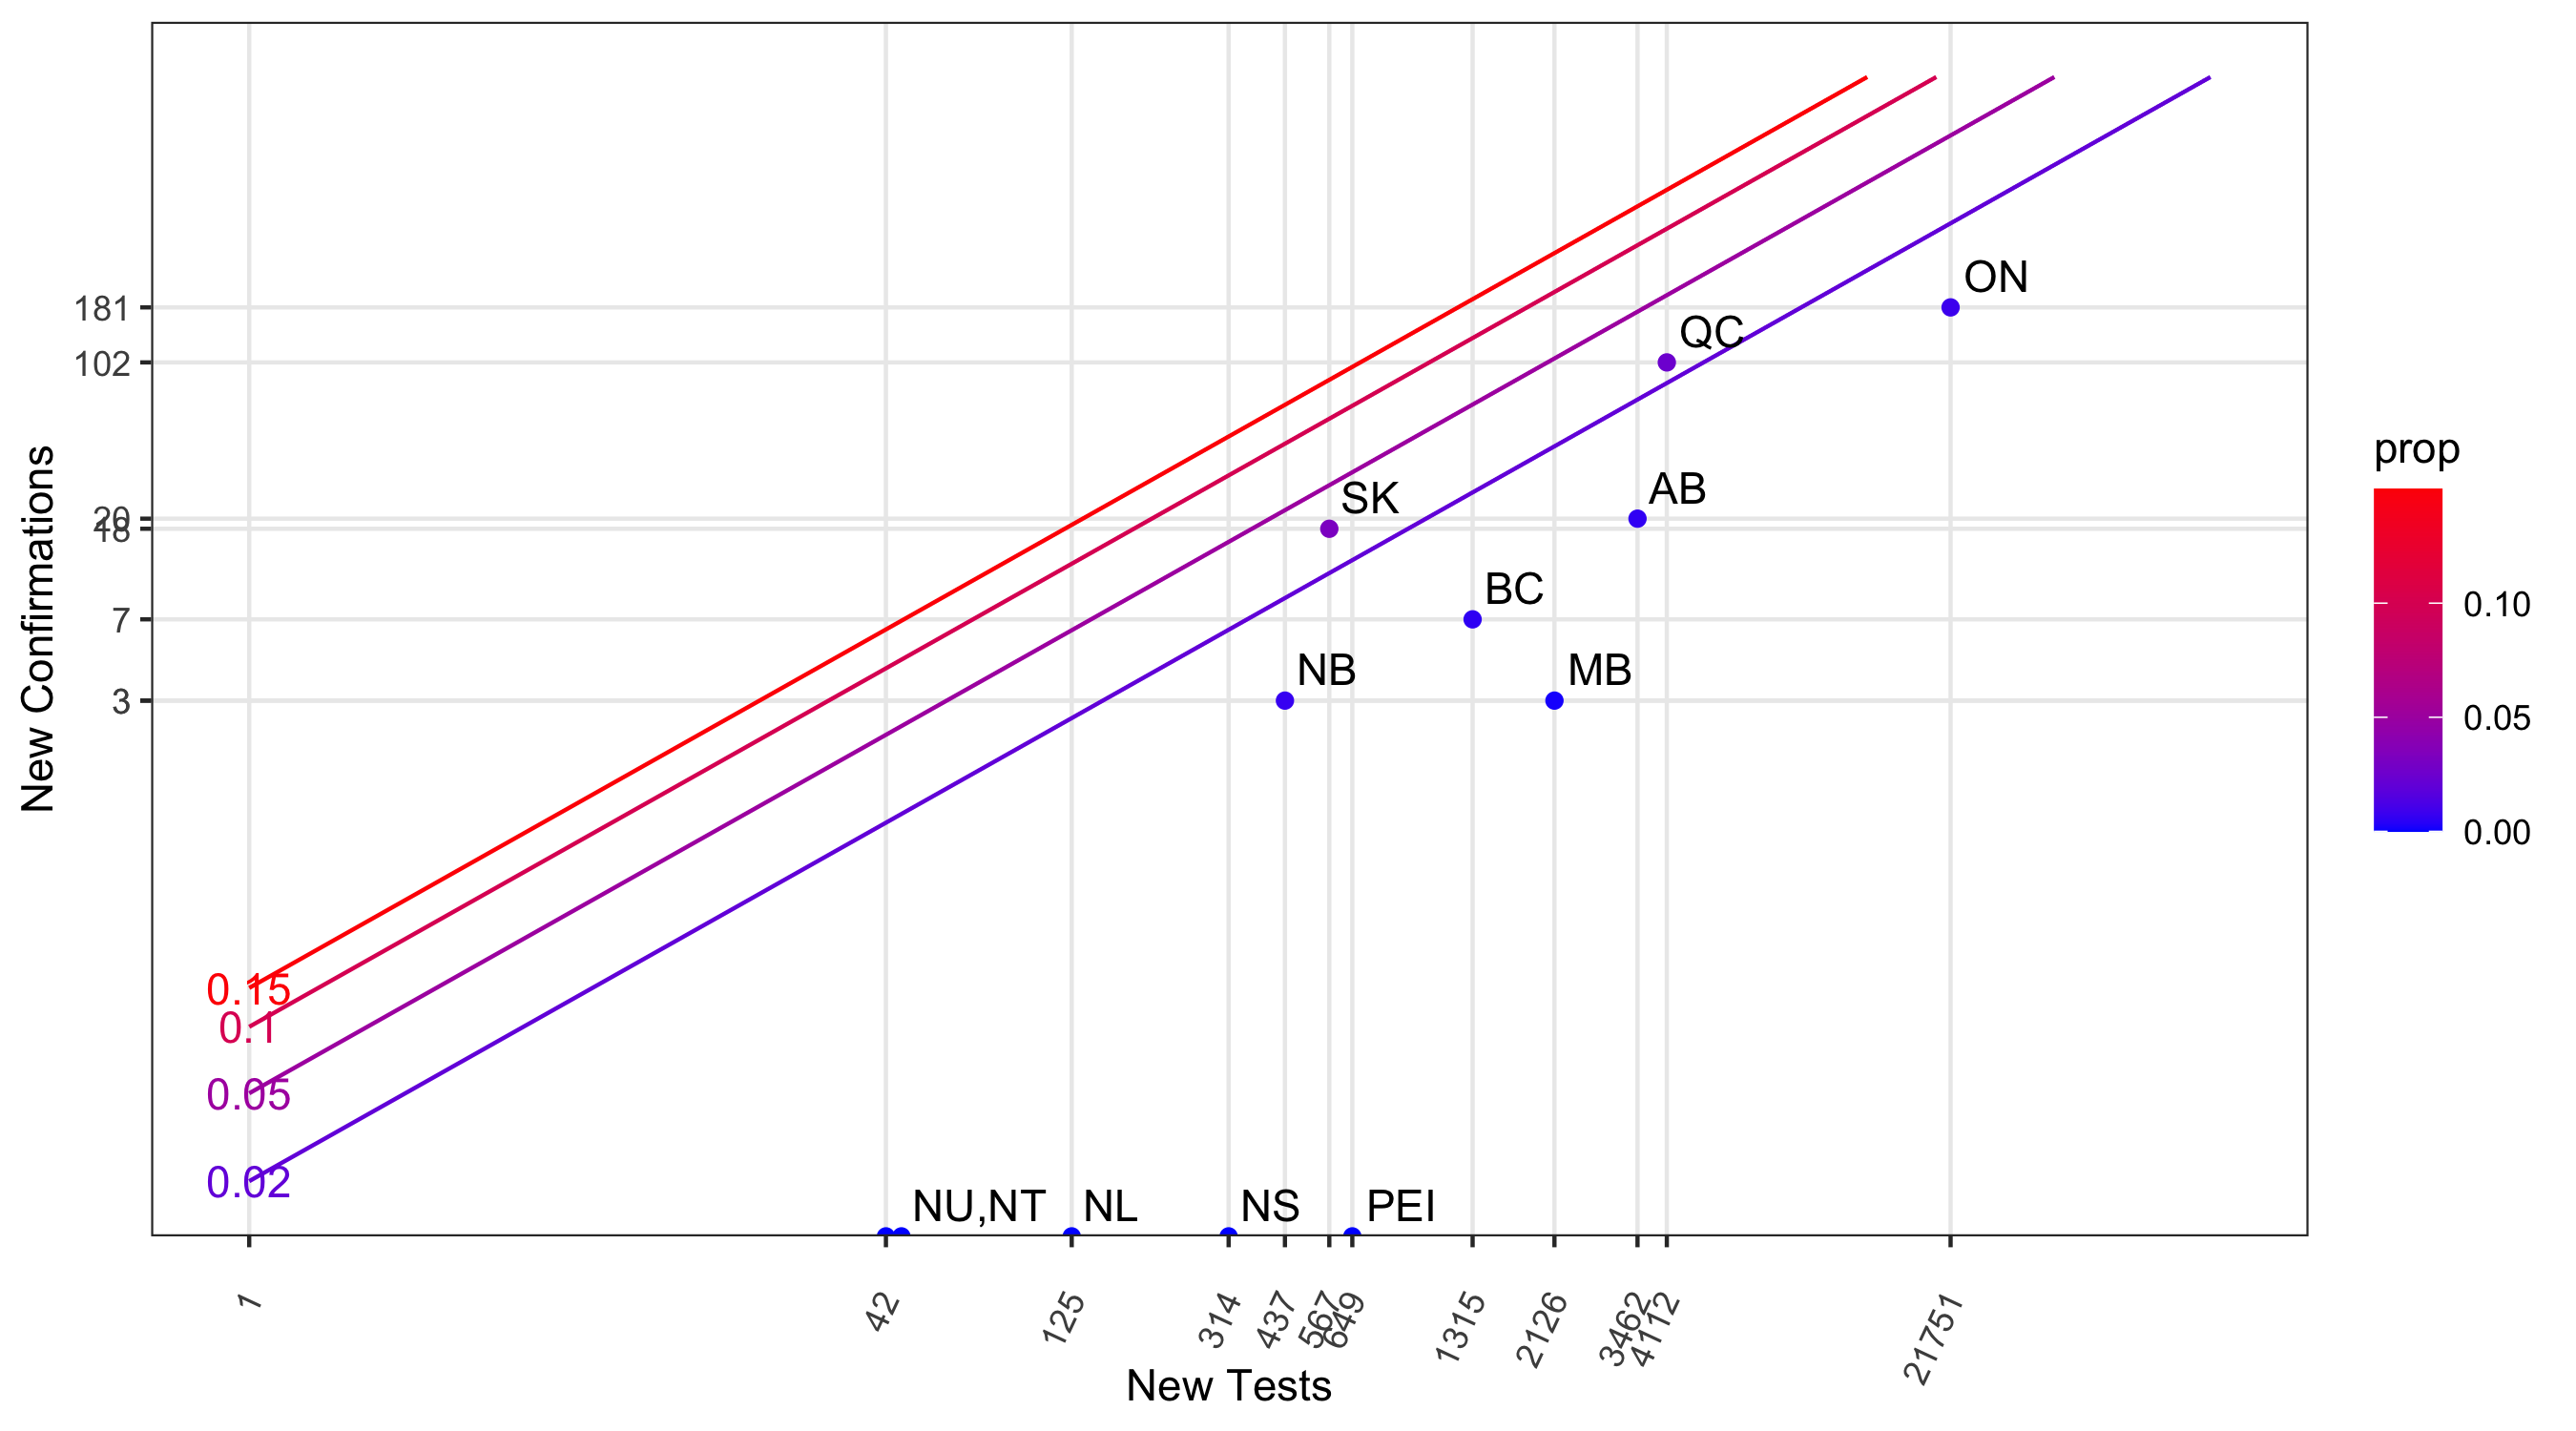 181
102
20
18
7
3
New Confirmations
ON
QC
AB
SK
BC
NB
MB
0.15
0.1
0.05
0.02
NU,NT
NL
NS
PEI
1
42
125
314
437
567
649
1315
2126
3462
4112
21751
New Tests
prop
0.10
0.05
0.00